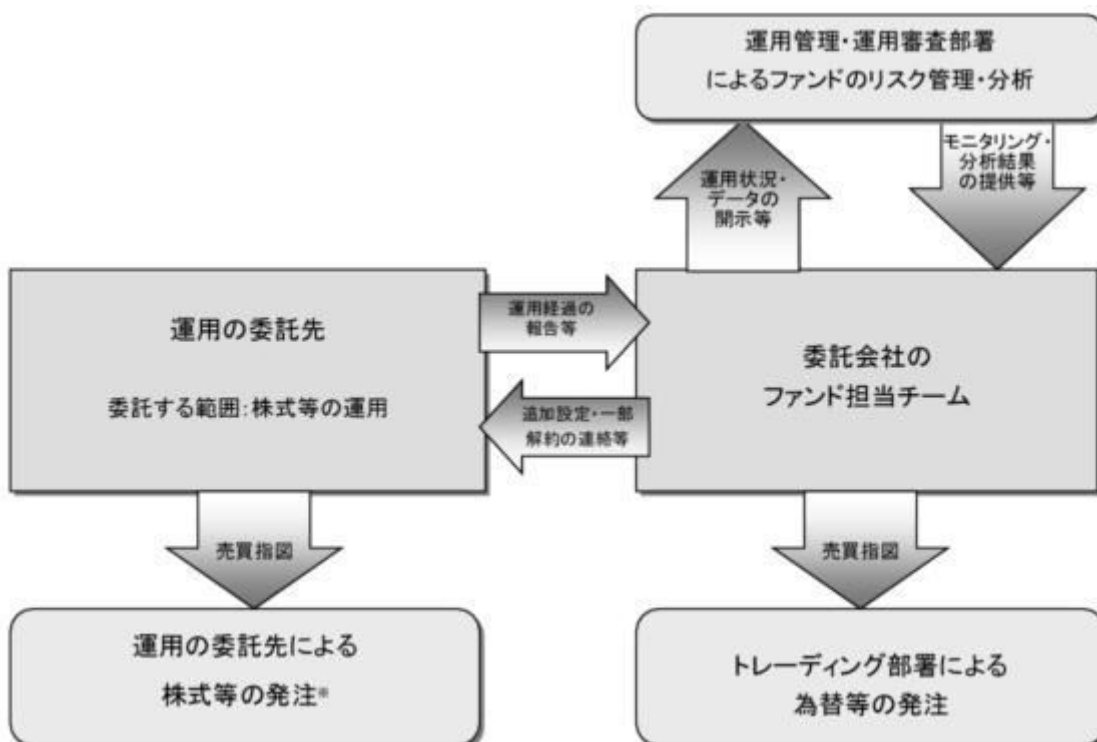 運用管理・運用審査部署
によるファンドのリスク管理・分析
運用状況・
データの
開示等
モニタリング・
分析結果
の提供等
運用の委託先
委託する範囲:株式等の運用
運用経過の
報告等
追加設定・一部
解約の連絡等
委託会社の
ファンド担当チーム
売買指図
売買指図
運用の委託先による
株式等の発注※
トレーディング部署による
為替等の発注